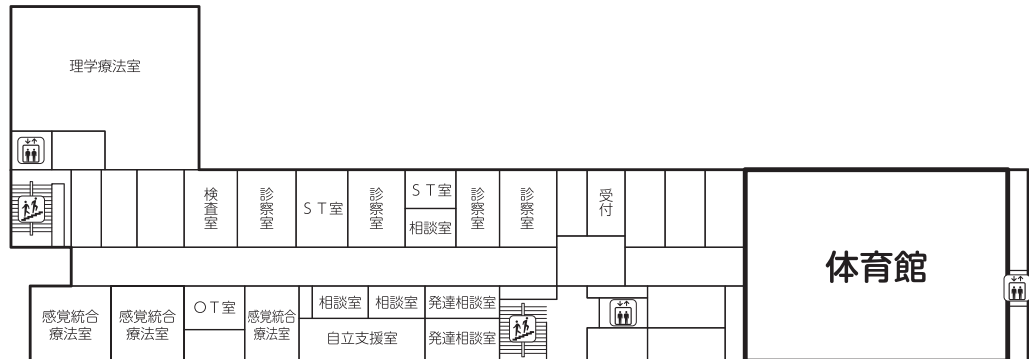 理学療法室
検査室
診察室
ST室
診察室
ST室
相談室
診察室
診察室
受付
体育館
感覚統合
療法室
感覚統合
療法室
OT室
感覚統合
療法室
相談室
相談室
発達相談室
自立支援室
発達相談室